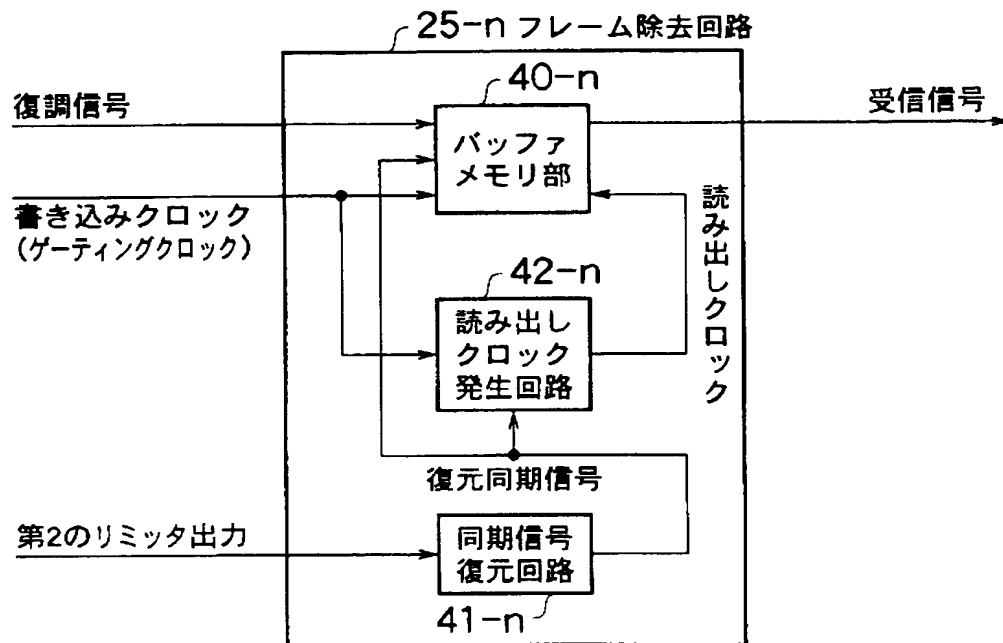 25-n フレーム除去回路
40-n
復調信号
受信信号
バッファ
メモリ部
書き込みクロック
(ゲーティングクロック)
読み出しクロック
42-n
読み出し
クロック
発生回路
復元同期信号
第2のリミッタ出力
同期信号
復元回路
41-n